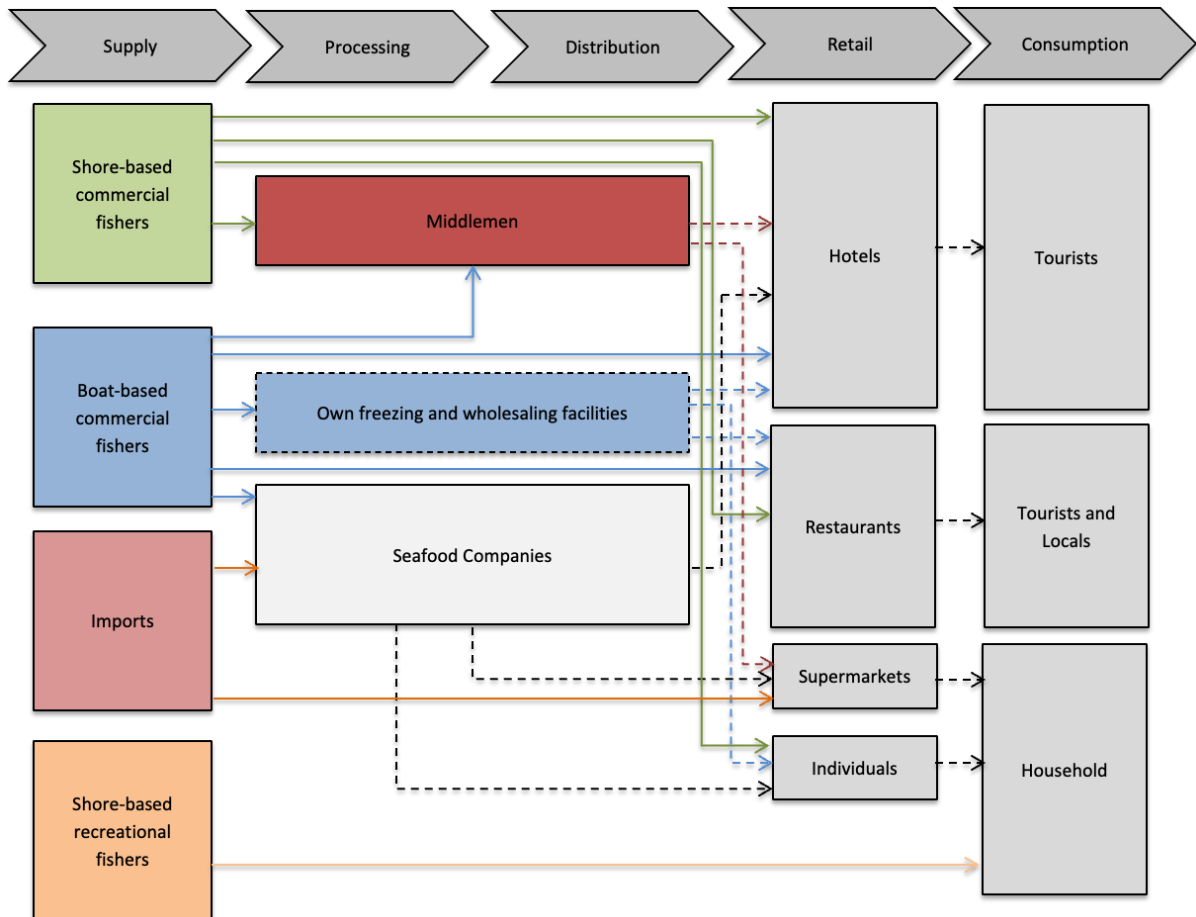 Supply
Processing
Distribution
Retail
Consumption
Shore-based
commercial
fishers
Middlemen
Hotels
Tourists
Boat-based
commercial
fishers
Own freezing and wholesaling facilities
Restaurants
Tourists and
Locals
Seafood Companies
Imports
Supermarkets
Individuals
Household
Shore-based
recreational
fishers